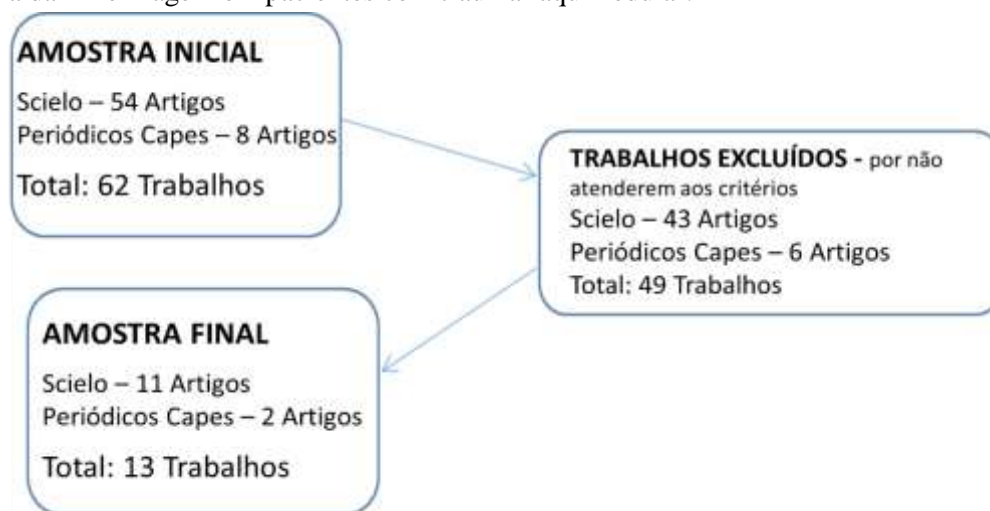 AMOSTRA INICIAL
Scielo – 54 Artigos
Periódicos Capes – 8 Artigos
Total: 62 Trabalhos
TRABALHOS EXCLUÍDOS - por não
atenderem aos critérios
Scielo – 43 Artigos
Periódicos Capes – 6 Artigos
Total: 49 Trabalhos
AMOSTRA FINAL
Scielo – 11 Artigos
Periódicos Capes – 2 Artigos
Total: 13 Trabalhos